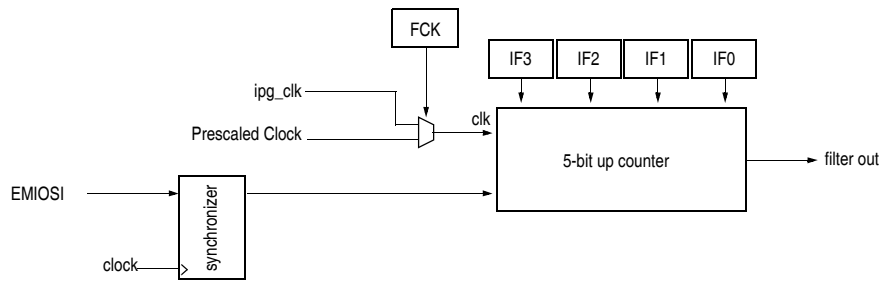 FCK
IF3 IF2 IF1 IF0
ipg_clk
clk
Prescaled Clock
5-bit up counter
filter out
EMIOSI
synchronizer
clock